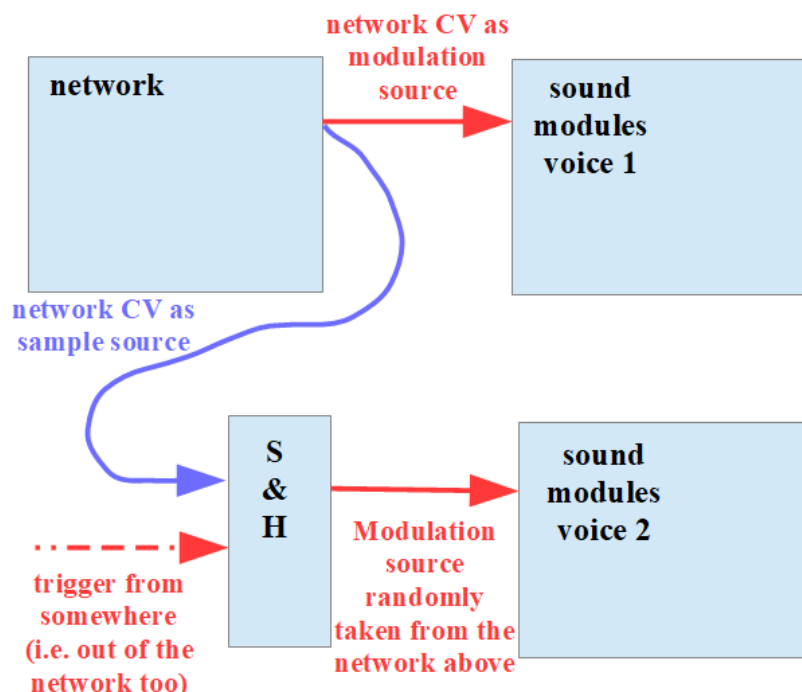 network CV as
modulation
source
network
sound
modules
voice 1
network CV as
sample source
S
&
H
sound
modules
voice 2
trigger from
somewhere
(i.e. out of the
network too)
Modulation
source
randomly
taken from the
network above